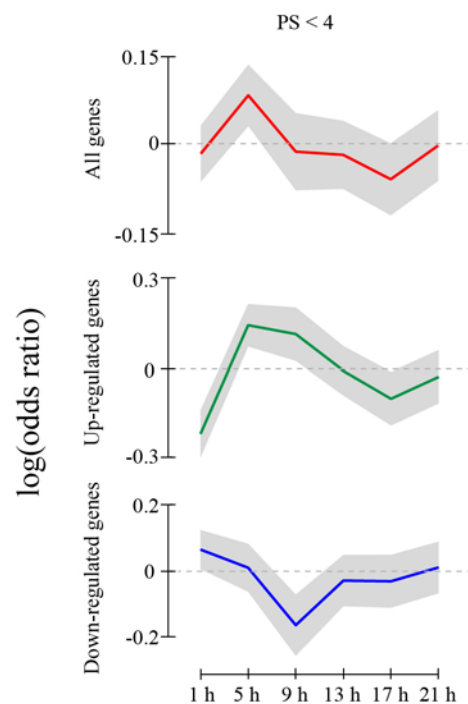 PS < 4
log(odds ratio)
All genes
0.15
0
-0.15
Up-regulated genes
0.3
0
-0.3
Down-regulated genes
0.2
0
-0.2
1 h 5 h 9 h 13 h 17 h 21 h